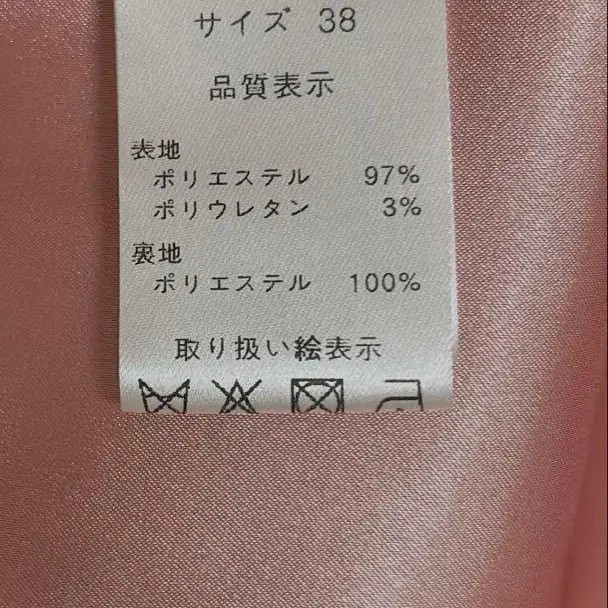 サイズ 38
品質表示
表地
ポリエステル 97%
ポリウレタン 3%
裏地
ポリエステル 100%
取り扱い絵表示